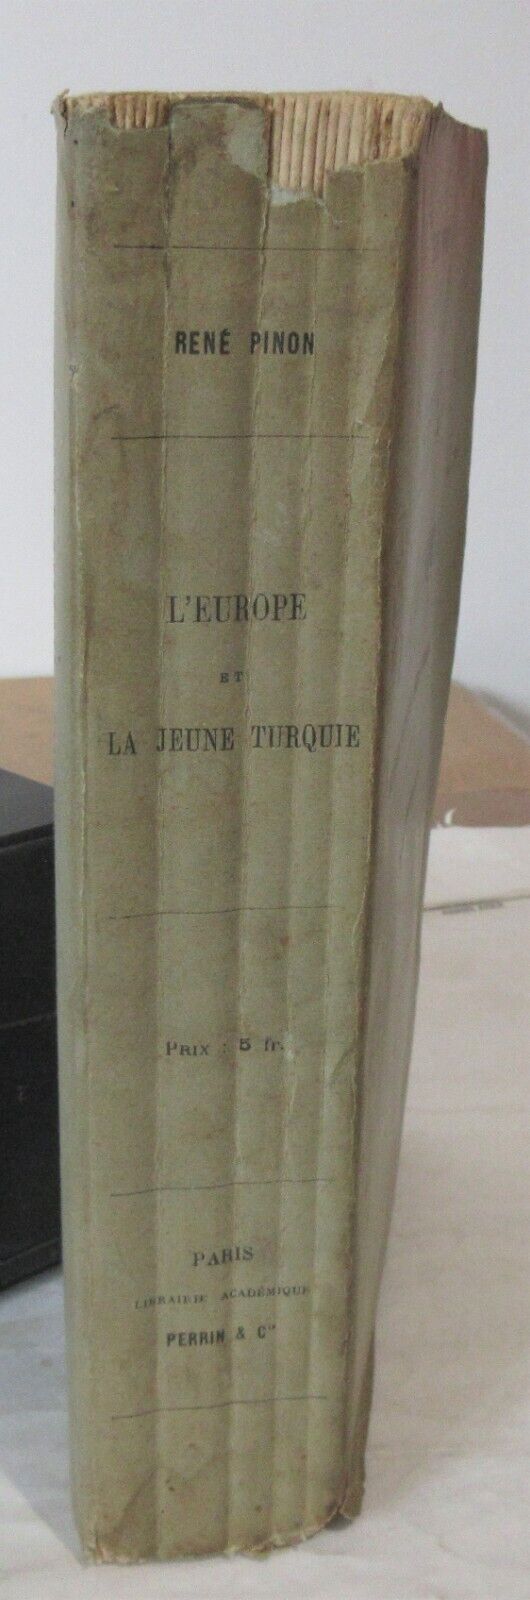 RENÉ PINON
L'EUROPE
ET
LA JEUNE TURQUIE
PRIX : 5 fr.
PARIS
LIBRAIRIE ACADÉMIQUE
PERRIN & Cie